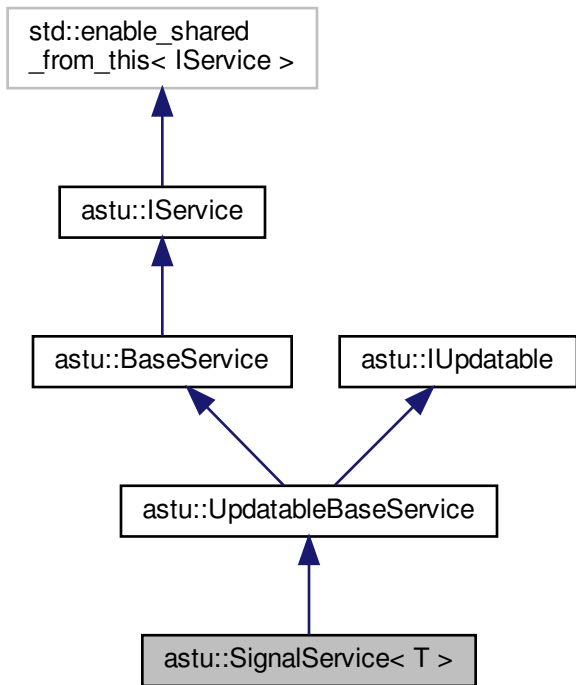 std::enable_shared
_from_this< IService >
astu::IService
astu::BaseService
astu::IUpdatable
astu::UpdatableBaseService
astu::SignalService< T >